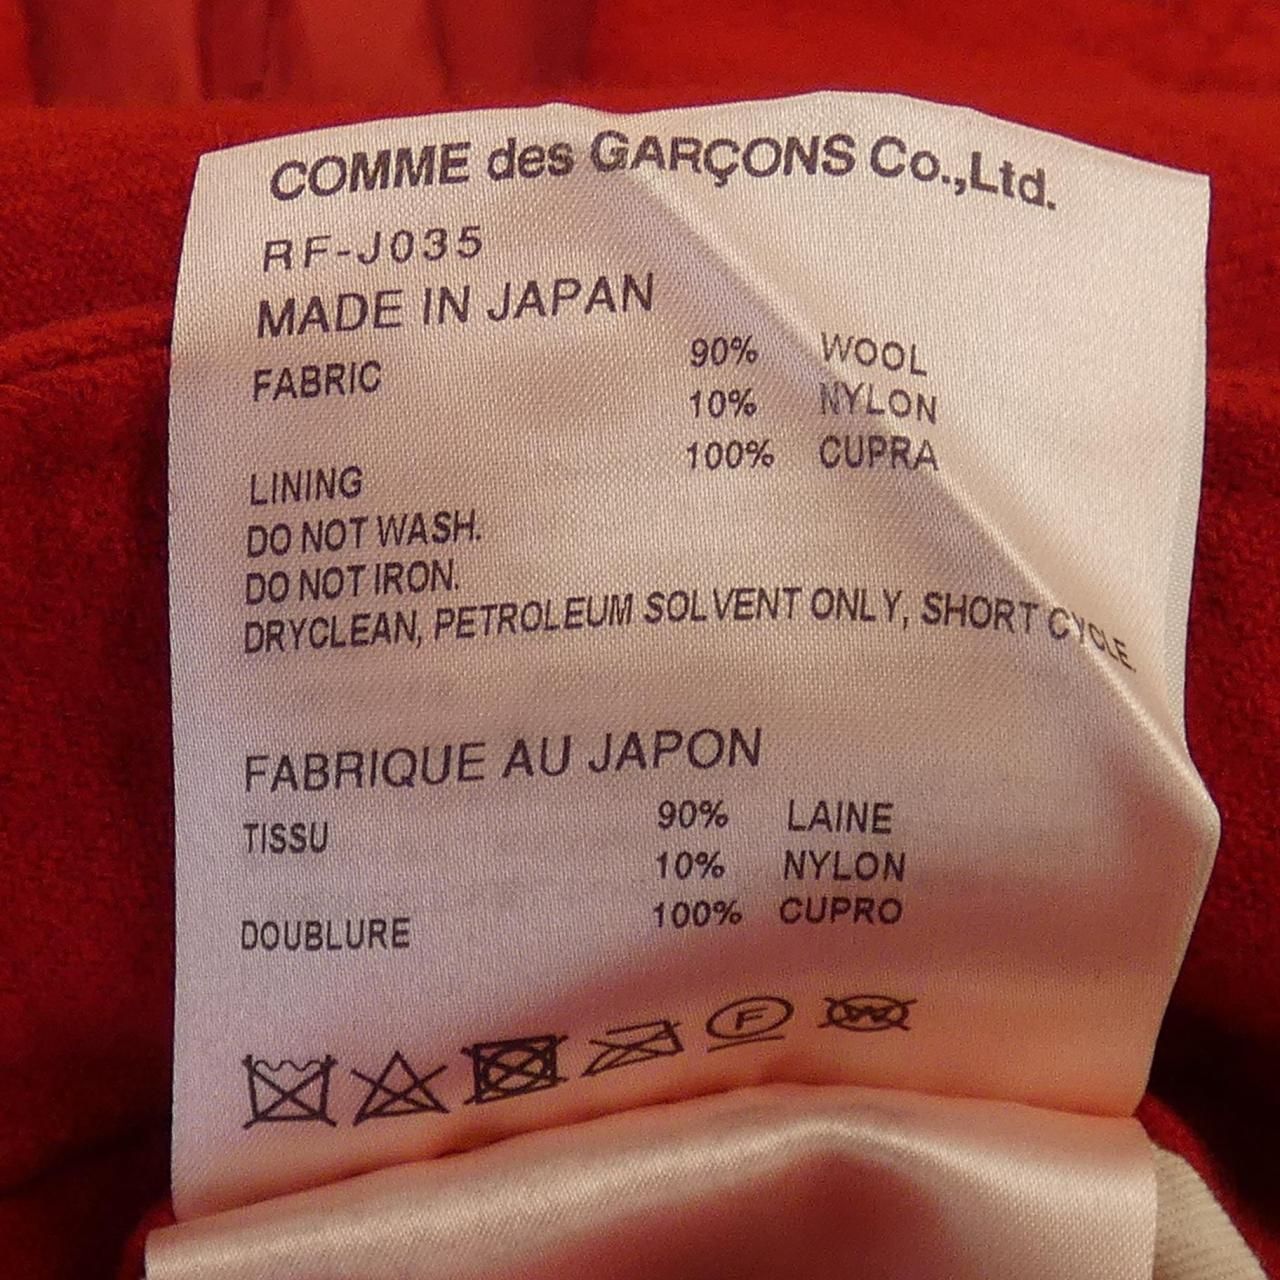 COMME des GARÇONS Co.,Ltd.
RF-J035
MADE IN JAPAN
FABRIC 90% WOOL
10% NYLON
LINING 100% CUPRA
DO NOT WASH.
DO NOT IRON.
DRYCLEAN, PETROLEUM SOLVENT ONLY, SHORT CYCLE.
FABRIQUE AU JAPON
TISSU 90% LAINE
10% NYLON
DOUBLURE 100% CUPRO
F W